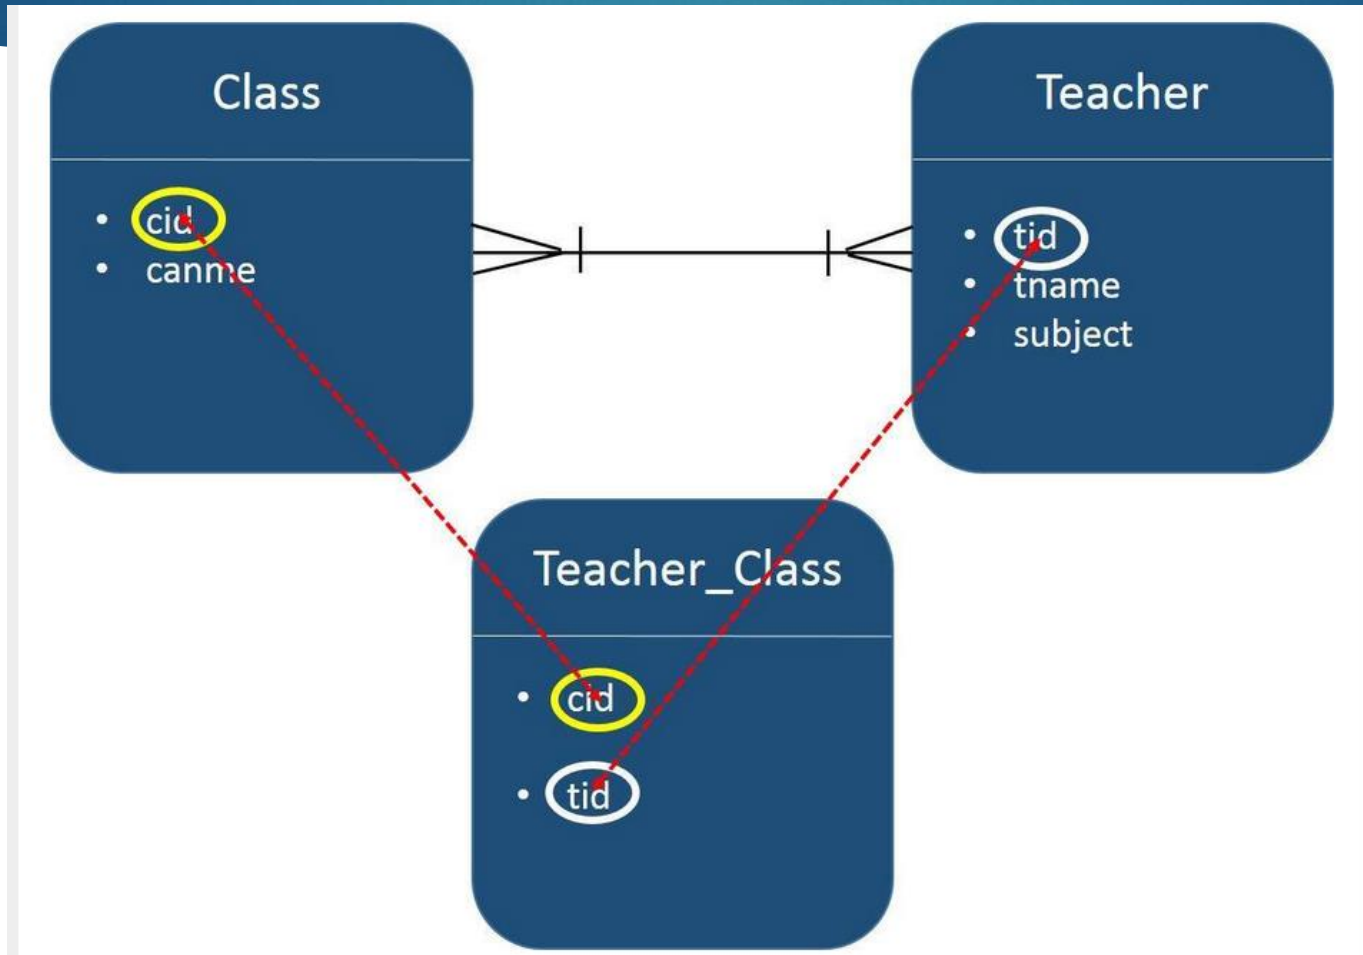 Class
• cid
• canme
Teacher
• tid
• tname
• subject
Teacher_Class
• cid
• tid